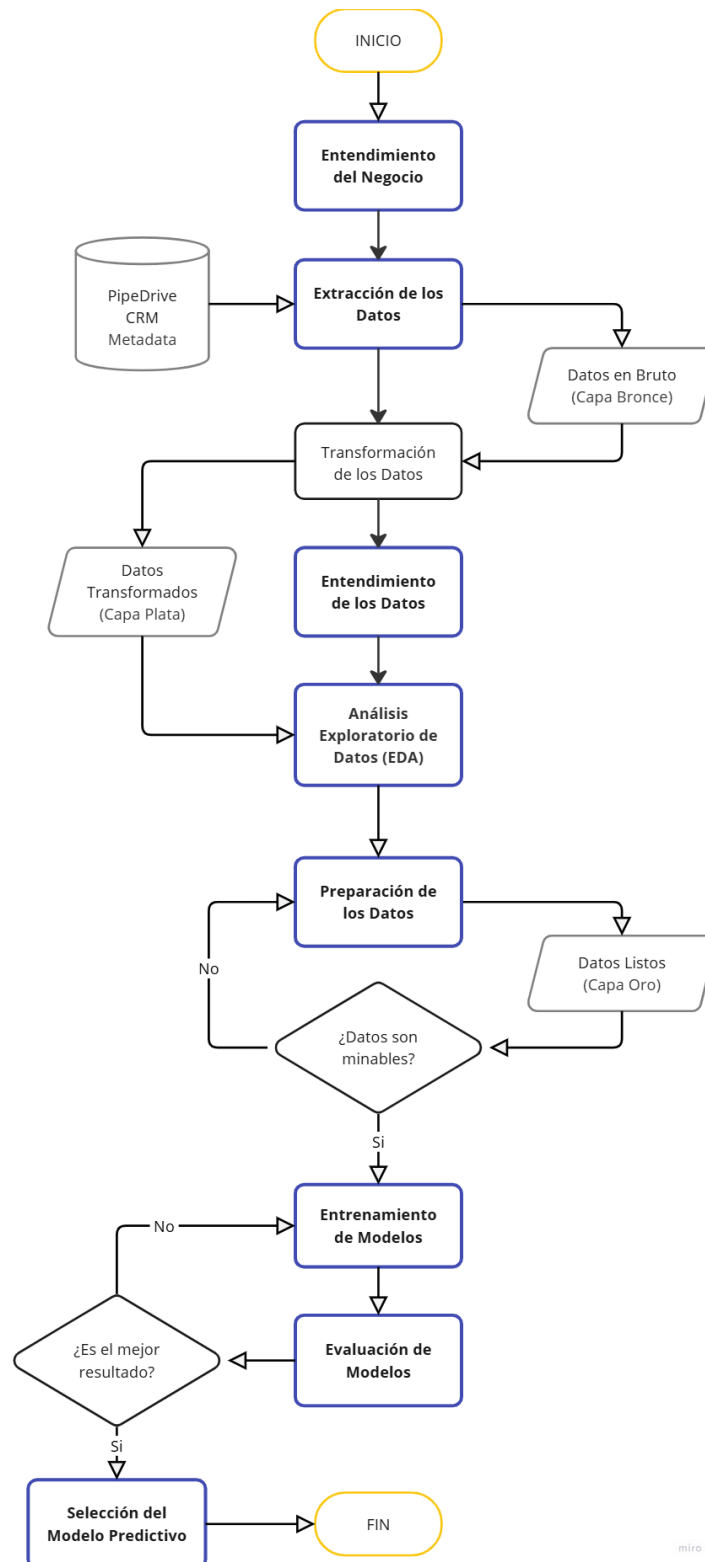 INICIO
Entendimiento
del Negocio
PipeDrive
CRM
Metadata
Extracción de los
Datos
Datos en Bruto
(Capa Bronce)
Transformación
de los Datos
Datos
Transformados
(Capa Plata)
Entendimiento
de los Datos
Análisis
Exploratorio de
Datos (EDA)
Preparación de
los Datos
No
Datos Listos
(Capa Oro)
¿Datos son
minables?
Si
Entrenamiento
de Modelos
No
¿Es el mejor
resultado?
Evaluación de
Modelos
Si
Selección del
Modelo Predictivo
FIN
miro